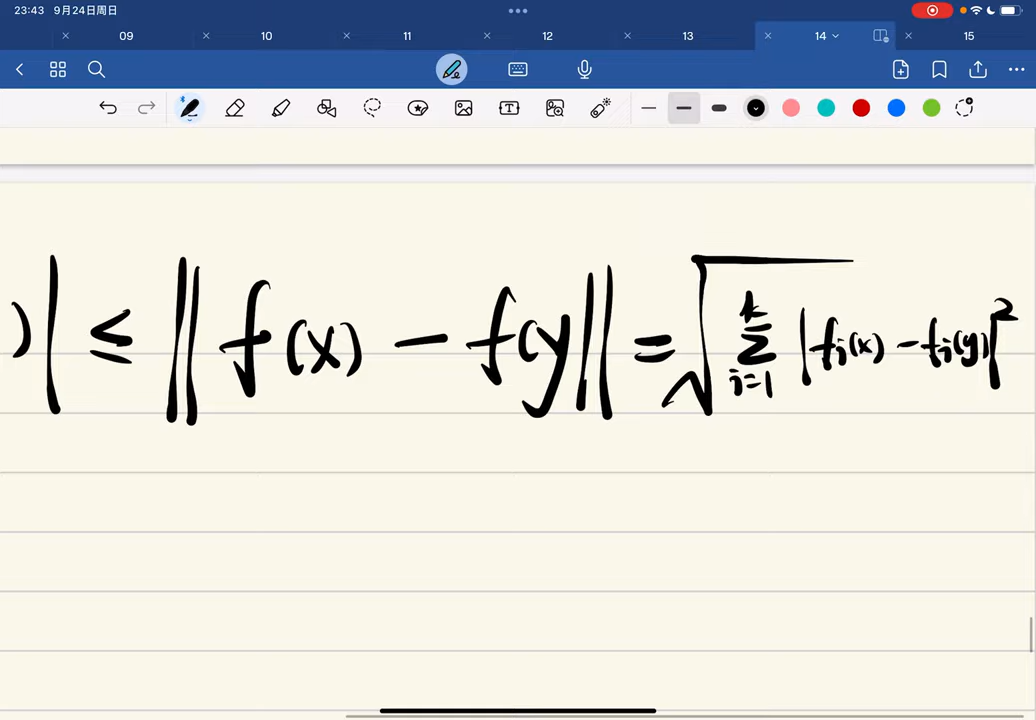 23:43 9月24日周日
09 10 11 12 13 14 15
)| ≤ ‖f(x) − f(y‖ = √ k∑i=1 |fi(x) − fi(y)|²